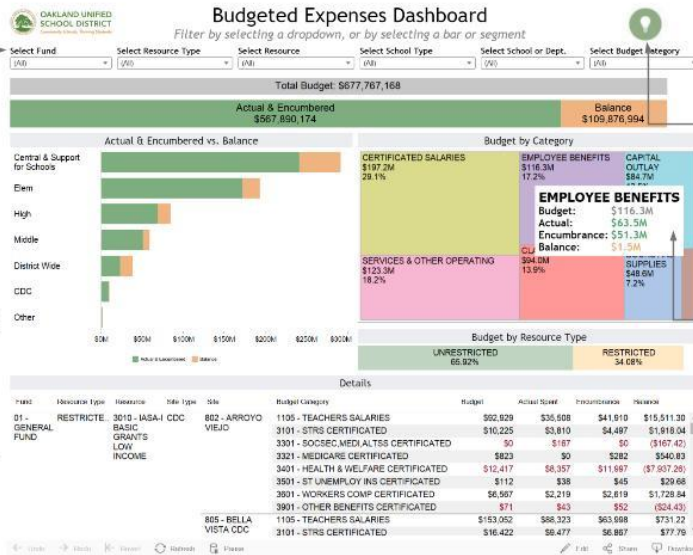 OAKLAND UNIFIED
SCHOOL DISTRICT
Community Schools, Thriving Students
Budgeted Expenses Dashboard
Filter by selecting a dropdown, or by selecting a bar or segment
Select Fund
Select Resource Type
Select Resource
Select School Type
Select School or Dept.
Select Budget Category
(All)
(All)
(All)
(All)
(All)
(All)
Total Budget: $677,767,168
Actual & Encumbered
$567,890,174
Balance
$109,876,994
Actual & Encumbered vs. Balance
Central & Support
for Schools
Elem
High
Middle
District Wide
CDC
Other
$0M $50M $100M $150M $200M $250M $300M
Actual & Encumbered Balance
Budget by Category
CERTIFICATED SALARIES
$197.2M
29.1%
EMPLOYEE BENEFITS
$116.3M
17.2%
CAPITAL
OUTLAY
$84.7M
EMPLOYEE BENEFITS
Budget: $116.3M
Actual: $63.5M
Encumbrance: $51.3M
Balance: $1.5M
SERVICES & OTHER OPERATING
$123.3M
18.2%
$94.0M
13.9%
SUPPLIES
$48.6M
7.2%
Budget by Resource Type
UNRESTRICTED
65.92%
RESTRICTED
34.08%
Details
Fund Resource Type Resource Site Type Site Budget Category Budget Actual Spent Encumbrance Balance
01 - GENERAL FUND RESTRICTE.. 3010 - IASA-I BASIC GRANTS LOW INCOME CDC 802 - ARROYO VIEJO 1105 - TEACHERS SALARIES $92,929 $35,508 $41,910 $15,511.30
3101 - STRS CERTIFICATED $10,225 $3,810 $4,497 $1,918.04
3301 - SOCSEC,MEDI,ALTSS CERTIFICATED $0 $167 $0 ($167.42)
3321 - MEDICARE CERTIFICATED $823 $0 $282 $540.83
3401 - HEALTH & WELFARE CERTIFICATED $12,417 $8,357 $11,997 ($7,937.26)
3501 - ST UNEMPLOY INS CERTIFICATED $112 $38 $45 $29.68
3601 - WORKERS COMP CERTIFICATED $6,567 $2,219 $2,619 $1,728.84
3901 - OTHER BENEFITS CERTIFICATED $71 $43 $52 ($24.43)
805 - BELLA VISTA CDC 1105 - TEACHERS SALARIES $153,052 $88,323 $63,998 $731.22
3101 - STRS CERTIFICATED $16,422 $9,477 $6,867 $77.79
Refresh Pause Edit Share